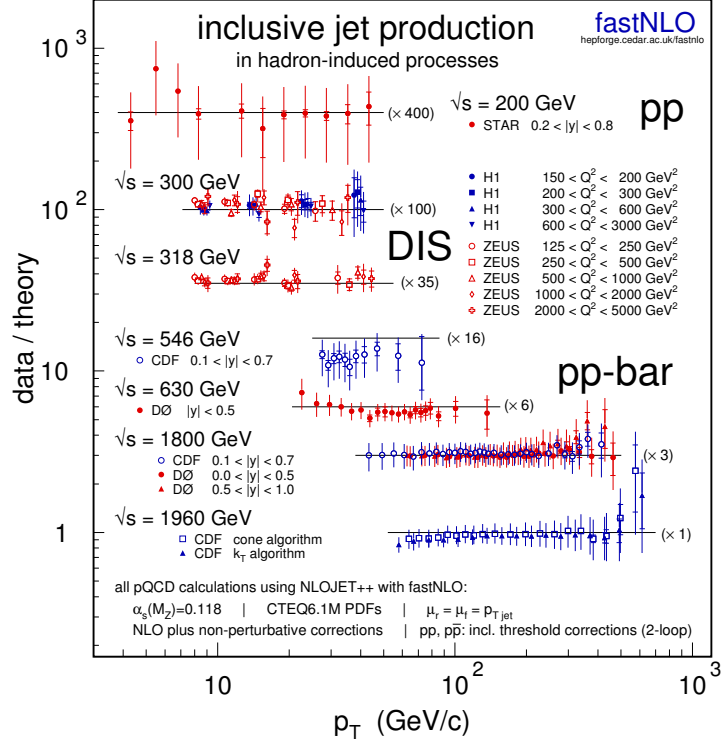 inclusive jet production
in hadron-induced processes
fastNLO
hepforge.cedar.ac.uk/fastnlo
data / theory
10³
10²
10
1
(× 400)
√s = 200 GeV
pp
STAR 0.2 < |y| < 0.8
√s = 300 GeV
(× 100)
DIS
H1 150 < Q² < 200 GeV²
H1 200 < Q² < 300 GeV²
H1 300 < Q² < 600 GeV²
H1 600 < Q² < 3000 GeV²
ZEUS 125 < Q² < 250 GeV²
ZEUS 250 < Q² < 500 GeV²
ZEUS 500 < Q² < 1000 GeV²
ZEUS 1000 < Q² < 2000 GeV²
ZEUS 2000 < Q² < 5000 GeV²
√s = 318 GeV
(× 35)
√s = 546 GeV
CDF 0.1 < |y| < 0.7
(× 16)
pp-bar
√s = 630 GeV
DØ |y| < 0.5
(× 6)
√s = 1800 GeV
CDF 0.1 < |y| < 0.7
DØ 0.0 < |y| < 0.5
DØ 0.5 < |y| < 1.0
(× 3)
√s = 1960 GeV
CDF cone algorithm
CDF k_T algorithm
(× 1)
all pQCD calculations using NLOJET++ with fastNLO:
α_s(M_Z)=0.118 | CTEQ6.1M PDFs | μ_r = μ_f = p_T jet
NLO plus non-perturbative corrections | pp, pp̅: incl. threshold corrections (2-loop)
10 10² 10³
p_T (GeV/c)